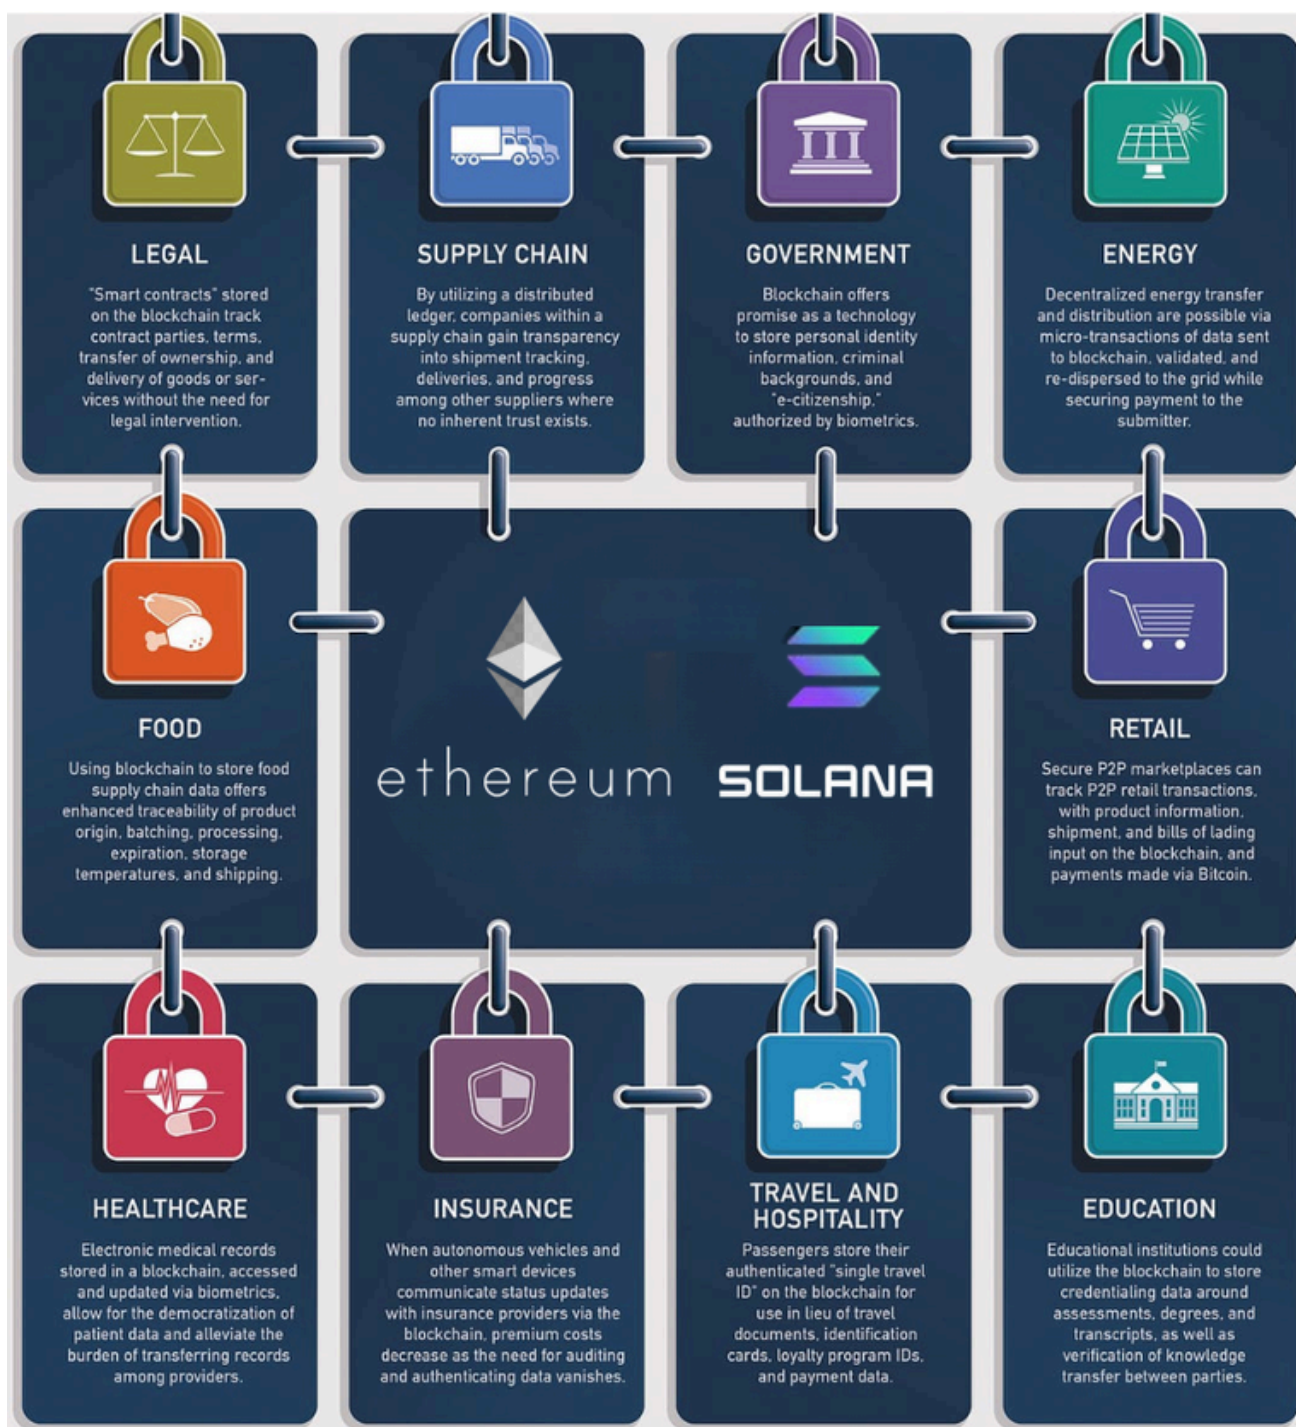 LEGAL
"Smart contracts" stored
on the blockchain track
contract parties, terms,
transfer of ownership, and
delivery of goods or ser-
vices without the need for
legal intervention.
SUPPLY CHAIN
By utilizing a distributed
ledger, companies within a
supply chain gain transparency
into shipment tracking,
deliveries, and progress
among other suppliers where
no inherent trust exists.
GOVERNMENT
Blockchain offers
promise as a technology
to store personal identity
information, criminal
backgrounds, and
"e-citizenship,"
authorized by biometrics.
ENERGY
Decentralized energy transfer
and distribution are possible via
micro-transactions of data sent
to blockchain, validated, and
re-dispersed to the grid while
securing payment to the
submitter.
FOOD
Using blockchain to store food
supply chain data offers
enhanced traceability of product
origin, batching, processing,
expiration, storage
temperatures, and shipping.
ethereum
SOLANA
RETAIL
Secure P2P marketplaces can
track P2P retail transactions,
with product information,
shipment, and bills of lading
input on the blockchain, and
payments made via Bitcoin.
HEALTHCARE
Electronic medical records
stored in a blockchain, accessed
and updated via biometrics,
allow for the democratization of
patient data and alleviate the
burden of transferring records
among providers.
INSURANCE
When autonomous vehicles and
other smart devices
communicate status updates
with insurance providers via the
blockchain, premium costs
decrease as the need for auditing
and authenticating data vanishes.
TRAVEL AND
HOSPITALITY
Passengers store their
authenticated "single travel
ID" on the blockchain for
use in lieu of travel
documents, identification
cards, loyalty program IDs,
and payment data.
EDUCATION
Educational institutions could
utilize the blockchain to store
credentialing data around
assessments, degrees, and
transcripts, as well as
verification of knowledge
transfer between parties.